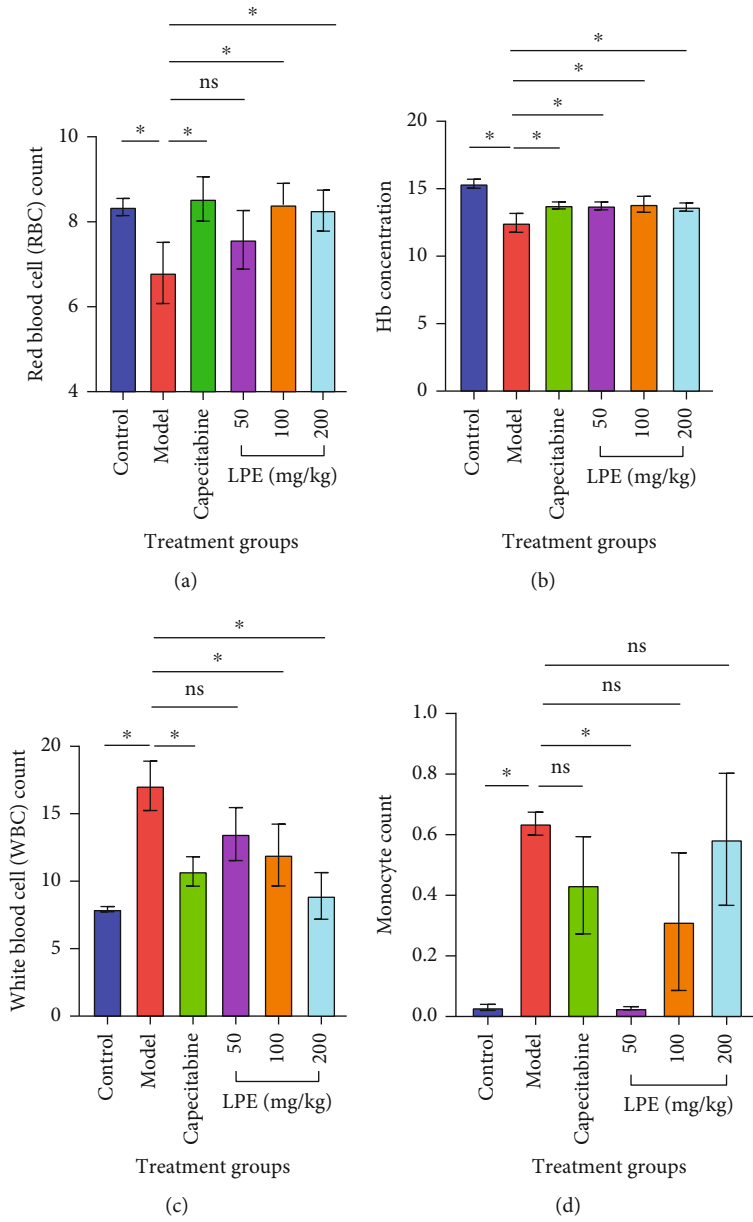 *
*
ns
* *
Red blood cell (RBC) count
10
8
6
4
Control
Model
Capecitabine
50
100
200
LPE (mg/kg)
Treatment groups
(a)
*
*
*
* *
Hb concentration
20
15
10
5
0
Control
Model
Capecitabine
50
100
200
LPE (mg/kg)
Treatment groups
(b)
*
*
ns
* *
White blood cell (WBC) count
20
15
10
5
0
Control
Model
Capecitabine
50
100
200
LPE (mg/kg)
Treatment groups
(c)
ns
ns
*
* ns
Monocyte count
1.0
0.8
0.6
0.4
0.2
0.0
Control
Model
Capecitabine
50
100
200
LPE (mg/kg)
Treatment groups
(d)